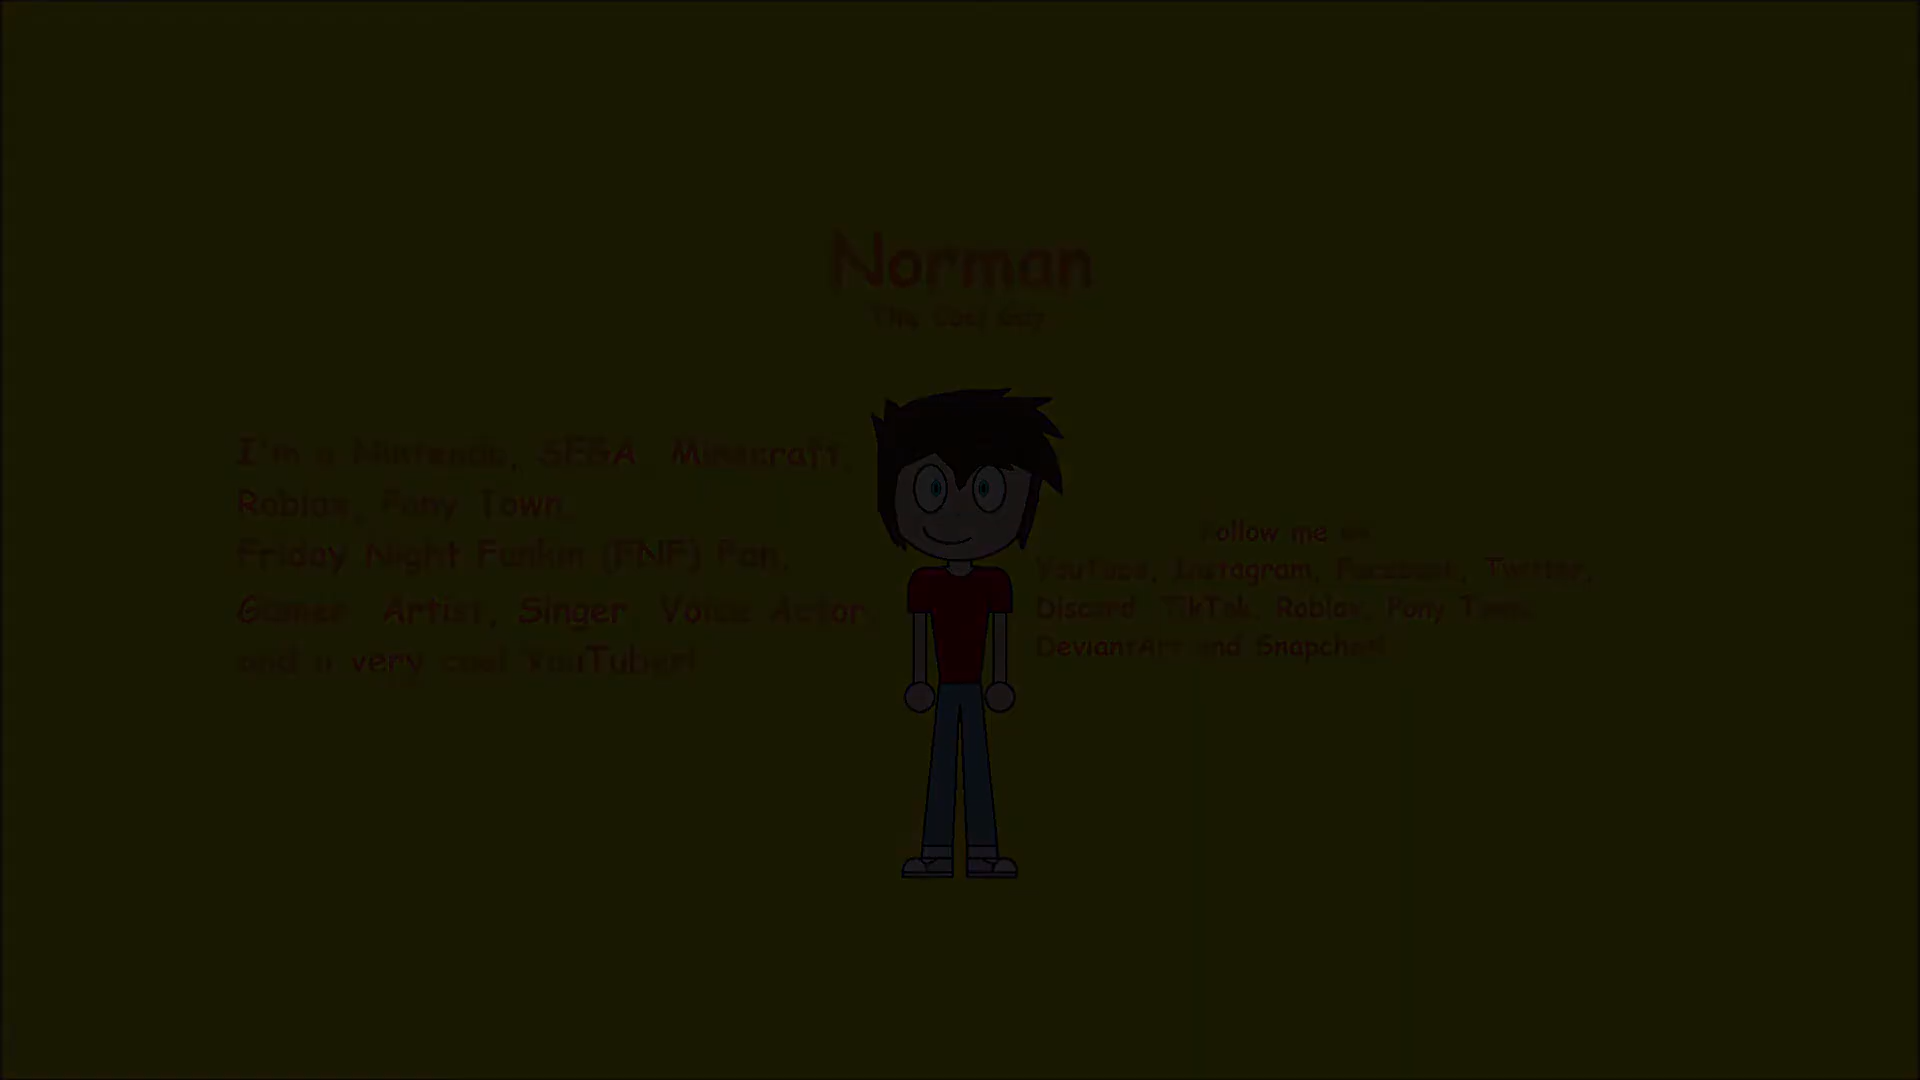 Norman
The Cool Guy
I'm a Nintendo, SEGA, Minecraft,
Roblox, Pony Town,
Friday Night Funkin (FNF) Fan,
Gamer, Artist, Singer, Voice Actor,
and a very cool YouTuber!
Follow me on
YouTube, Instagram, Facebook, Twitter,
Discord, TikTok, Roblox, Pony Town,
DeviantArt and Snapchat!